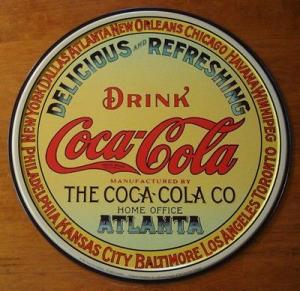 NEW YORK DALLAS ATLANTA NEW ORLEANS CHICAGO HAVANA WINNIPEG
DELICIOUS AND REFRESHING
DRINK
Coca-Cola
MANUFACTURED BY
THE COCA-COLA CO
HOME OFFICE
ATLANTA
PHILADELPHIA KANSAS CITY BALTIMORE LOS ANGELES TORONTO